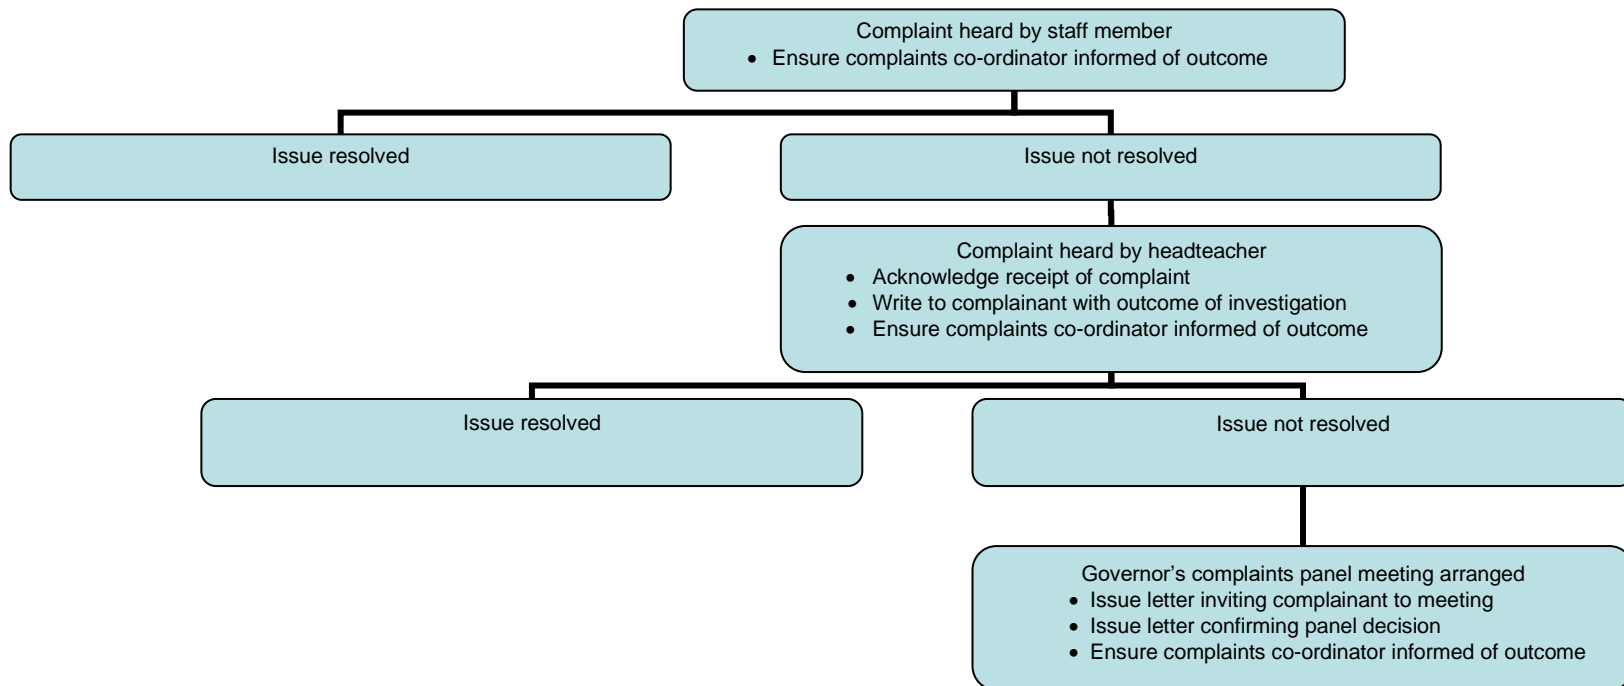 Complaint heard by staff member
• Ensure complaints co-ordinator informed of outcome
Issue resolved
Issue not resolved
Complaint heard by headteacher
• Acknowledge receipt of complaint
• Write to complainant with outcome of investigation
• Ensure complaints co-ordinator informed of outcome
Issue resolved
Issue not resolved
Governor’s complaints panel meeting arranged
• Issue letter inviting complainant to meeting
• Issue letter confirming panel decision
• Ensure complaints co-ordinator informed of outcome